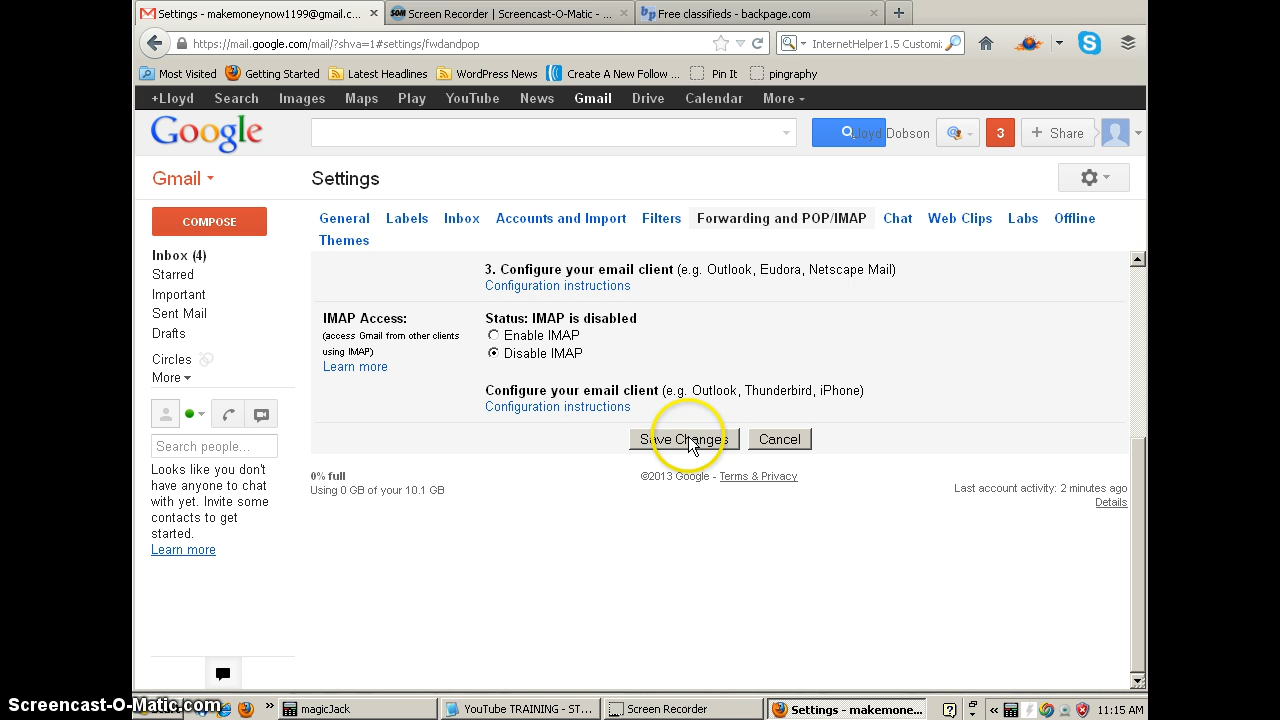 Settings - makemoney1199@gmail.c... × Screen Recorder | Screencast-O-Matic - ... × Free classifieds - backpage.com × +
https://mail.google.com/mail/?shva=1#settings/fwdandpop InternetHelper1.5 Customi
Most Visited Getting Started Latest Headlines WordPress News Create A New Follow ... Pin It pingraphy
+Lloyd Search Images Maps Play YouTube News Gmail Drive Calendar More
Google Lloyd Dobson 3 + Share
Gmail Settings
COMPOSE General Labels Inbox Accounts and Import Filters Forwarding and POP/IMAP Chat Web Clips Labs Offline
Themes
Inbox (4)
Starred
Important
Sent Mail
Drafts
Circles
More
Search people...
Looks like you don't
have anyone to chat
with yet. Invite some
contacts to get
started.
Learn more
3. Configure your email client (e.g. Outlook, Eudora, Netscape Mail)
Configuration instructions
IMAP Access:
(access Gmail from other clients
using IMAP)
Learn more
Status: IMAP is disabled
Enable IMAP
Disable IMAP
Configure your email client (e.g. Outlook, Thunderbird, iPhone)
Configuration instructions
Save Changes Cancel
0% full
Using 0 GB of your 10.1 GB
©2013 Google - Terms & Privacy
Last account activity: 2 minutes ago
Details
Screencast-O-Matic.com magicJack YouTube TRAINING - ST... Screen Recorder Settings - makemone... 11:15 AM